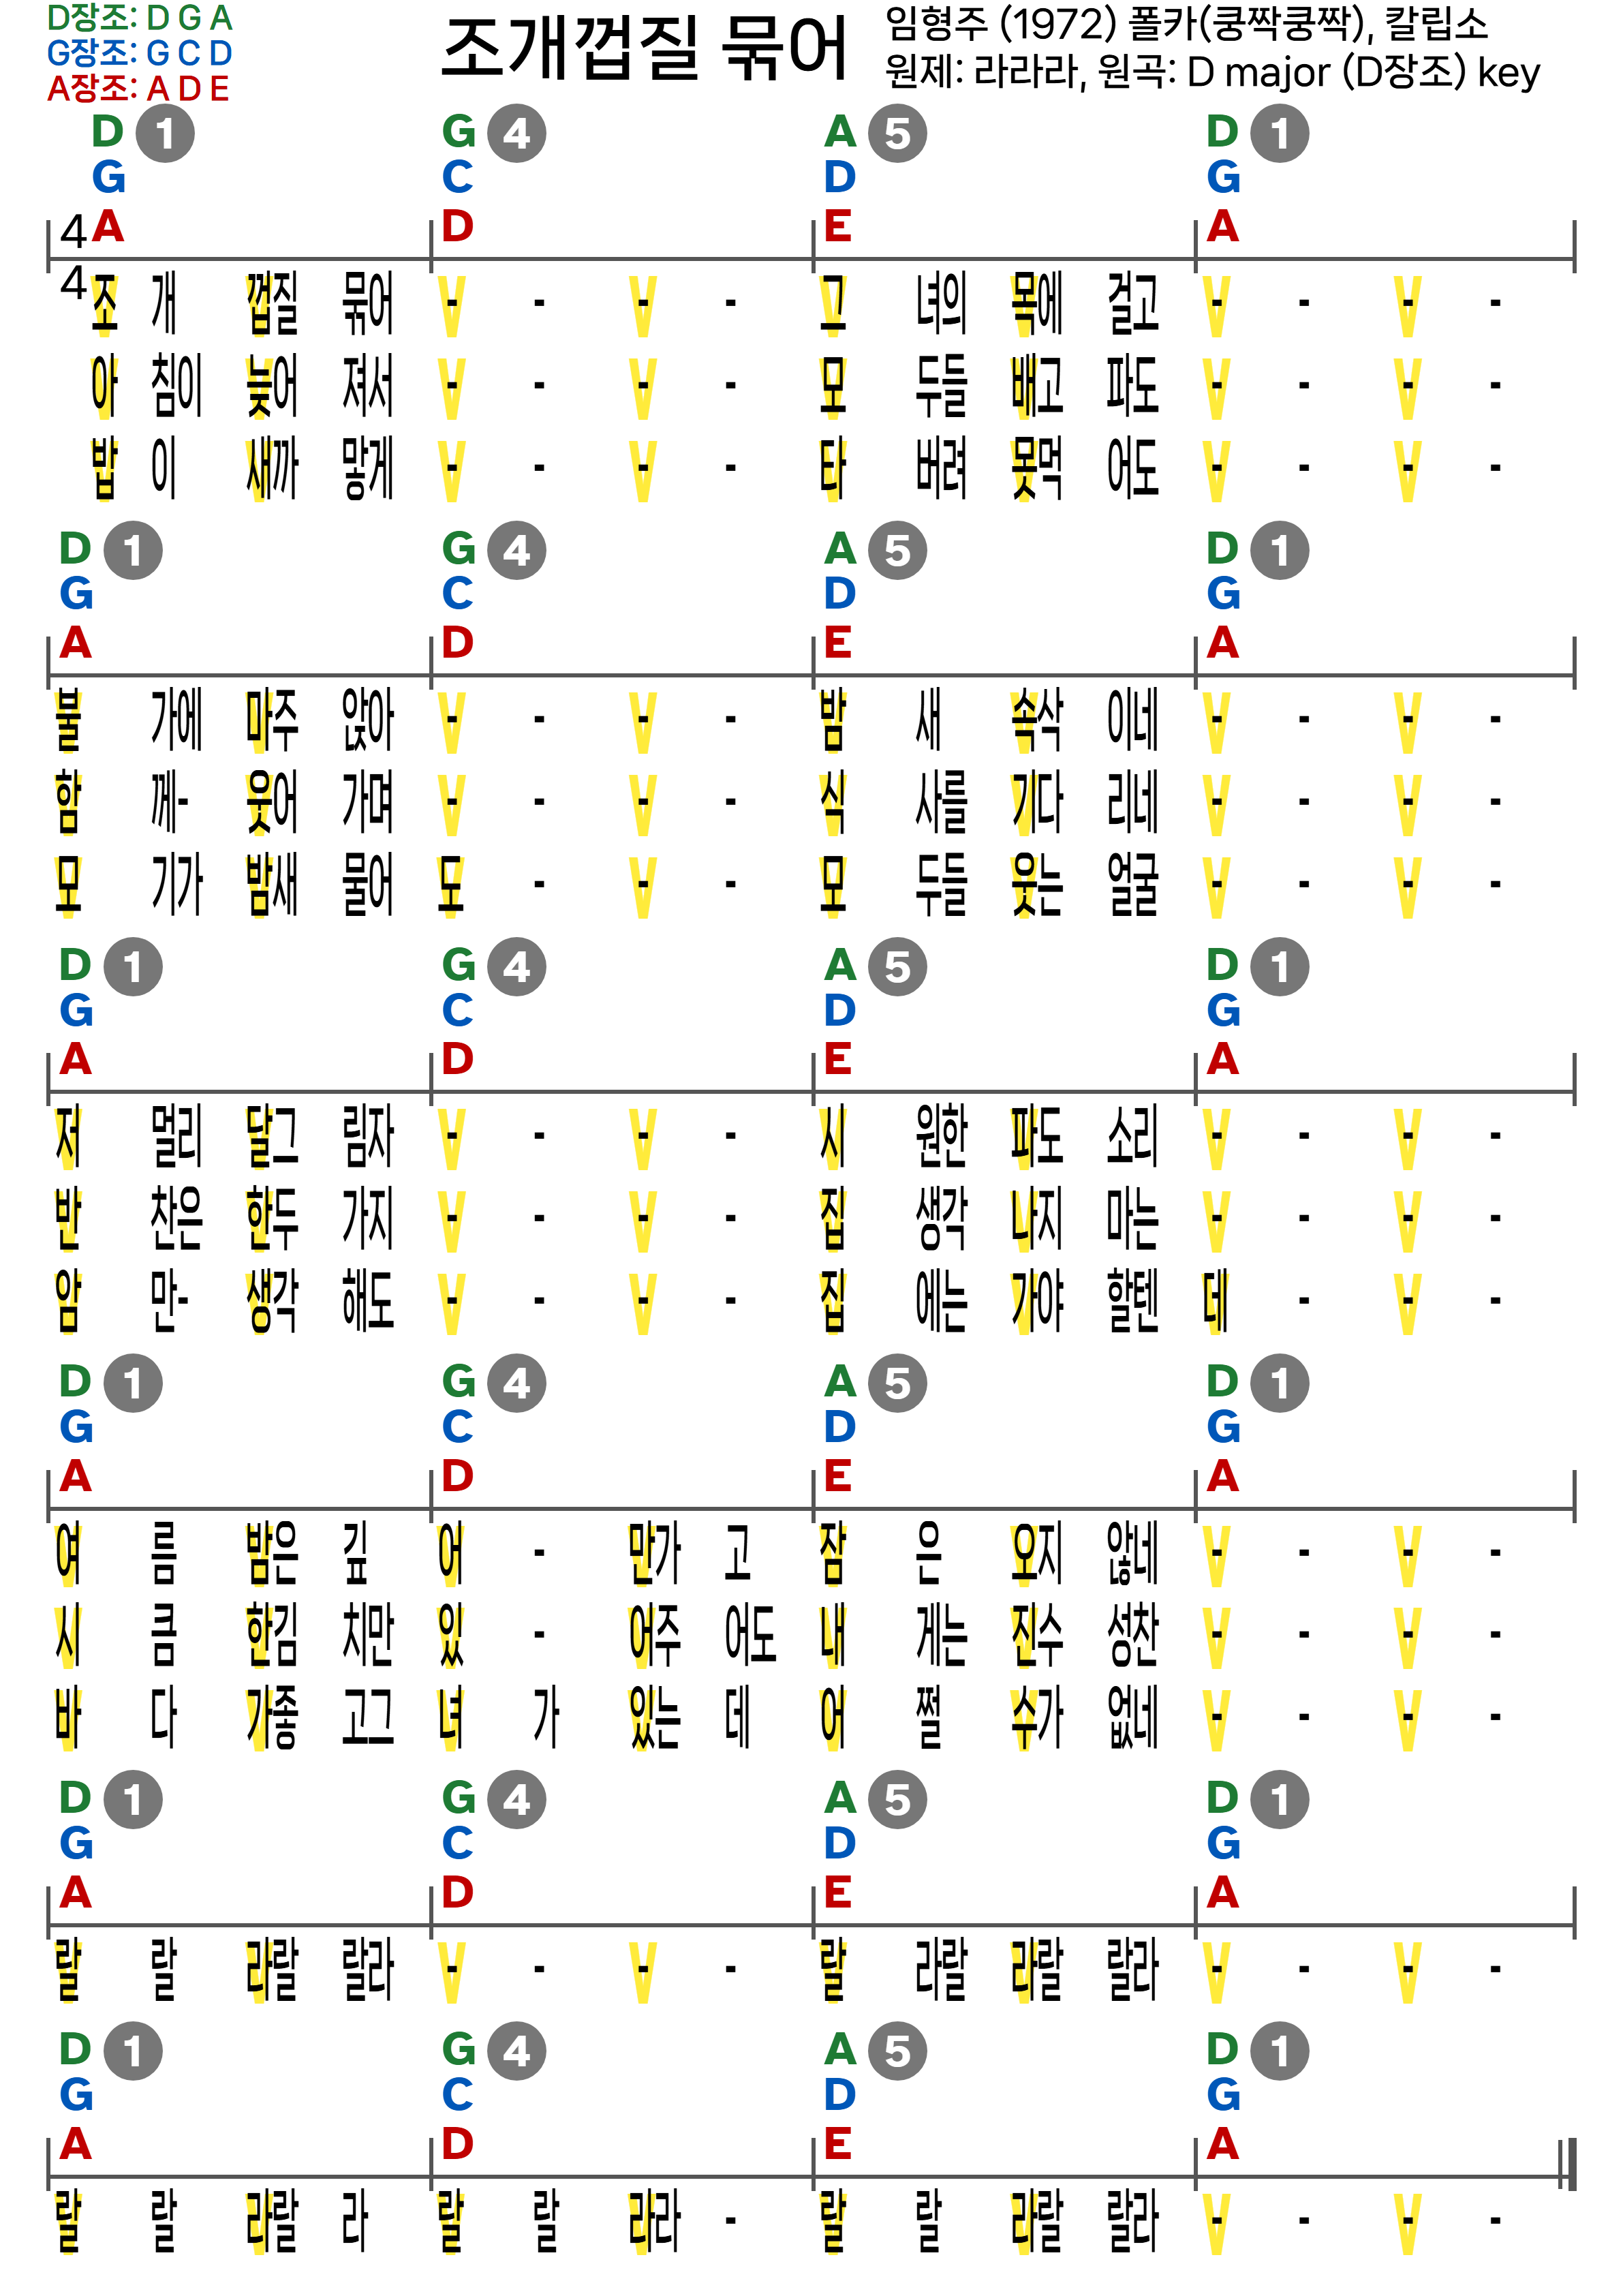 D장조: D G A
G장조: G C D
A장조: A D E
조개껍질 묶어
임형주 (1972) 폴카(쿵짝쿵짝), 칼립소
원제: 라라라, 원곡: D major (D장조) key
D 1 G 4 A 5 D 1
G C D G
A D E A
4
4
조 개 껍질 묶어 - - - - 그 녀의 목에 걸고 - - - -
아 침이 늦어 져서 - - - - 모 두들 배고 파도 - - - -
밥 이 새까 맣게 - - - - 타 버려 못먹 어도 - - - -
D 1 G 4 A 5 D 1
G C D G
A D E A
물 가에 마주 앉아 - - - - 밤 새 속삭 이네 - - - -
함 께- 웃어 가며 - - - - 식 사를 기다 리네 - - - -
모 기가 밤새 물어 도 - - - 모 두들 웃는 얼굴 - - - -
D 1 G 4 A 5 D 1
G C D G
A D E A
저 멀리 달그 림자 - - - - 시 원한 파도 소리 - - - -
반 찬은 한두 가지 - - - - 집 생각 나지 마는 - - - -
암 만- 생각 해도 - - - - 집 에는 가야 할텐 데 - - -
D 1 G 4 A 5 D 1
G C D G
A D E A
여 름 밤은 깊 어 - 만가 고 잠 은 오지 않네 - - - -
시 큼 한김 치만 있 - 어주 어도 내 게는 진수 성찬 - - - -
바 다 가좋 고그 녀 가 있는 데 어 쩔 수가 없네 - - - -
D 1 G 4 A 5 D 1
G C D G
A D E A
랄 랄 라랄 랄라 - - - - 랄 라랄 라랄 랄라 - - - -
D 1 G 4 A 5 D 1
G C D G
A D E A
랄 랄 라랄 라 랄 랄 라라 - 랄 랄 라랄 랄라 - - - -